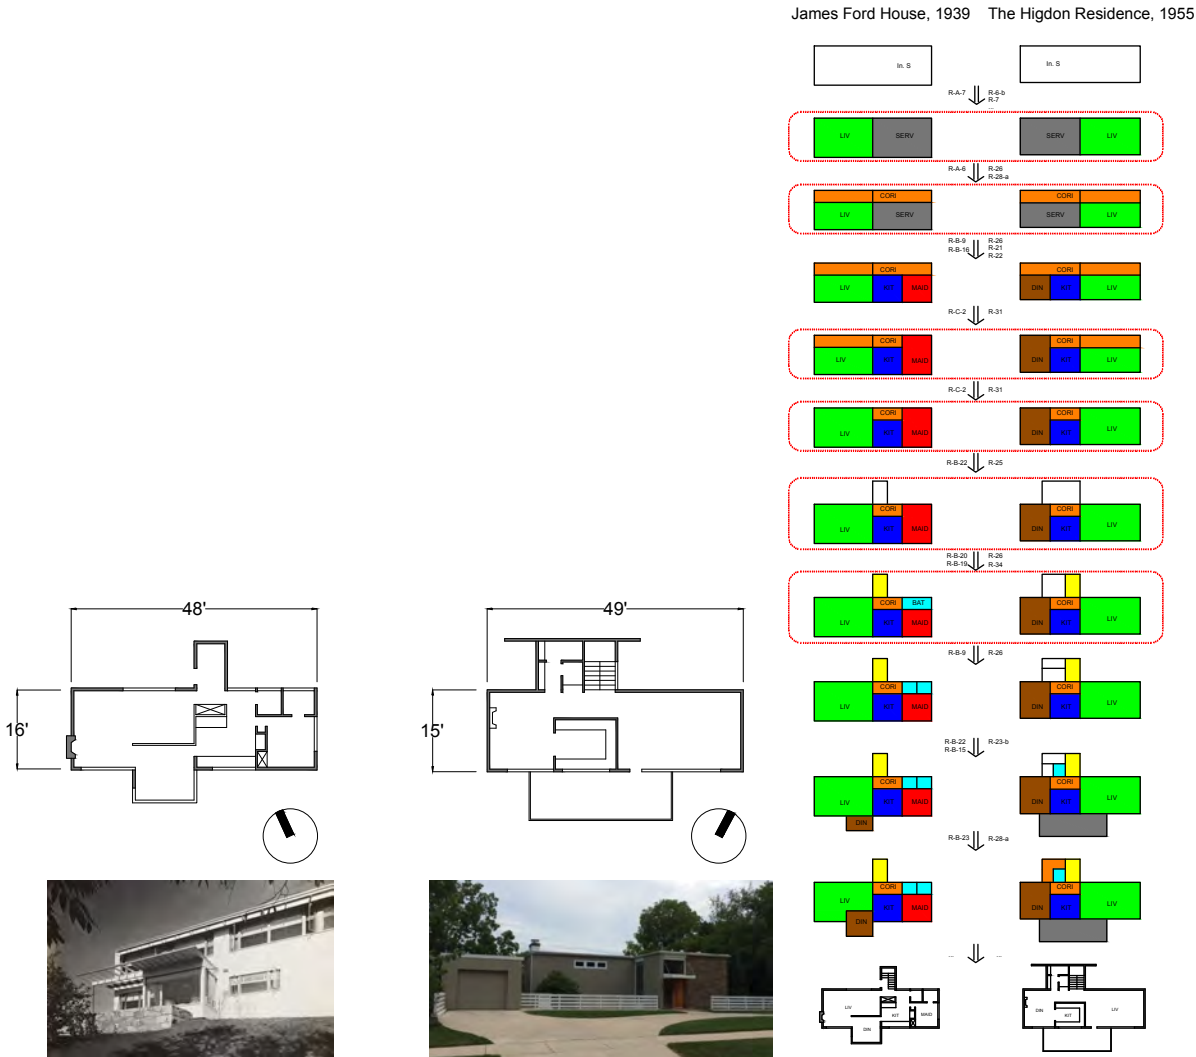 James Ford House, 1939 The Higdon Residence, 1955
In. S In. S
R-A-7 R-6-b
R-7
...
LIV SERV SERV LIV
R-A-6 R-26
R-28-a
CORI CORI
LIV SERV SERV LIV
R-B-9 R-26
R-B-16 R-21
R-22
CORI CORI
LIV KIT MAID DIN KIT LIV
R-C-2 R-31
CORI CORI
LIV KIT MAID DIN KIT LIV
R-C-2 R-31
CORI CORI
LIV KIT MAID DIN KIT LIV
R-B-22 R-25
CORI CORI
LIV KIT MAID DIN KIT LIV
R-B-20 R-26
R-B-19 R-34
CORI BAT CORI
LIV KIT MAID DIN KIT LIV
R-B-9 R-26
CORI CORI
LIV KIT MAID DIN KIT LIV
R-B-22 R-23-b
R-B-15
CORI CORI
LIV KIT MAID DIN KIT LIV
DIN
R-B-23 R-28-a
CORI CORI
LIV KIT MAID DIN KIT LIV
DIN
... ...
LIV KIT MAID DIN KIT LIV
DIN
48' 49'
16' 15'